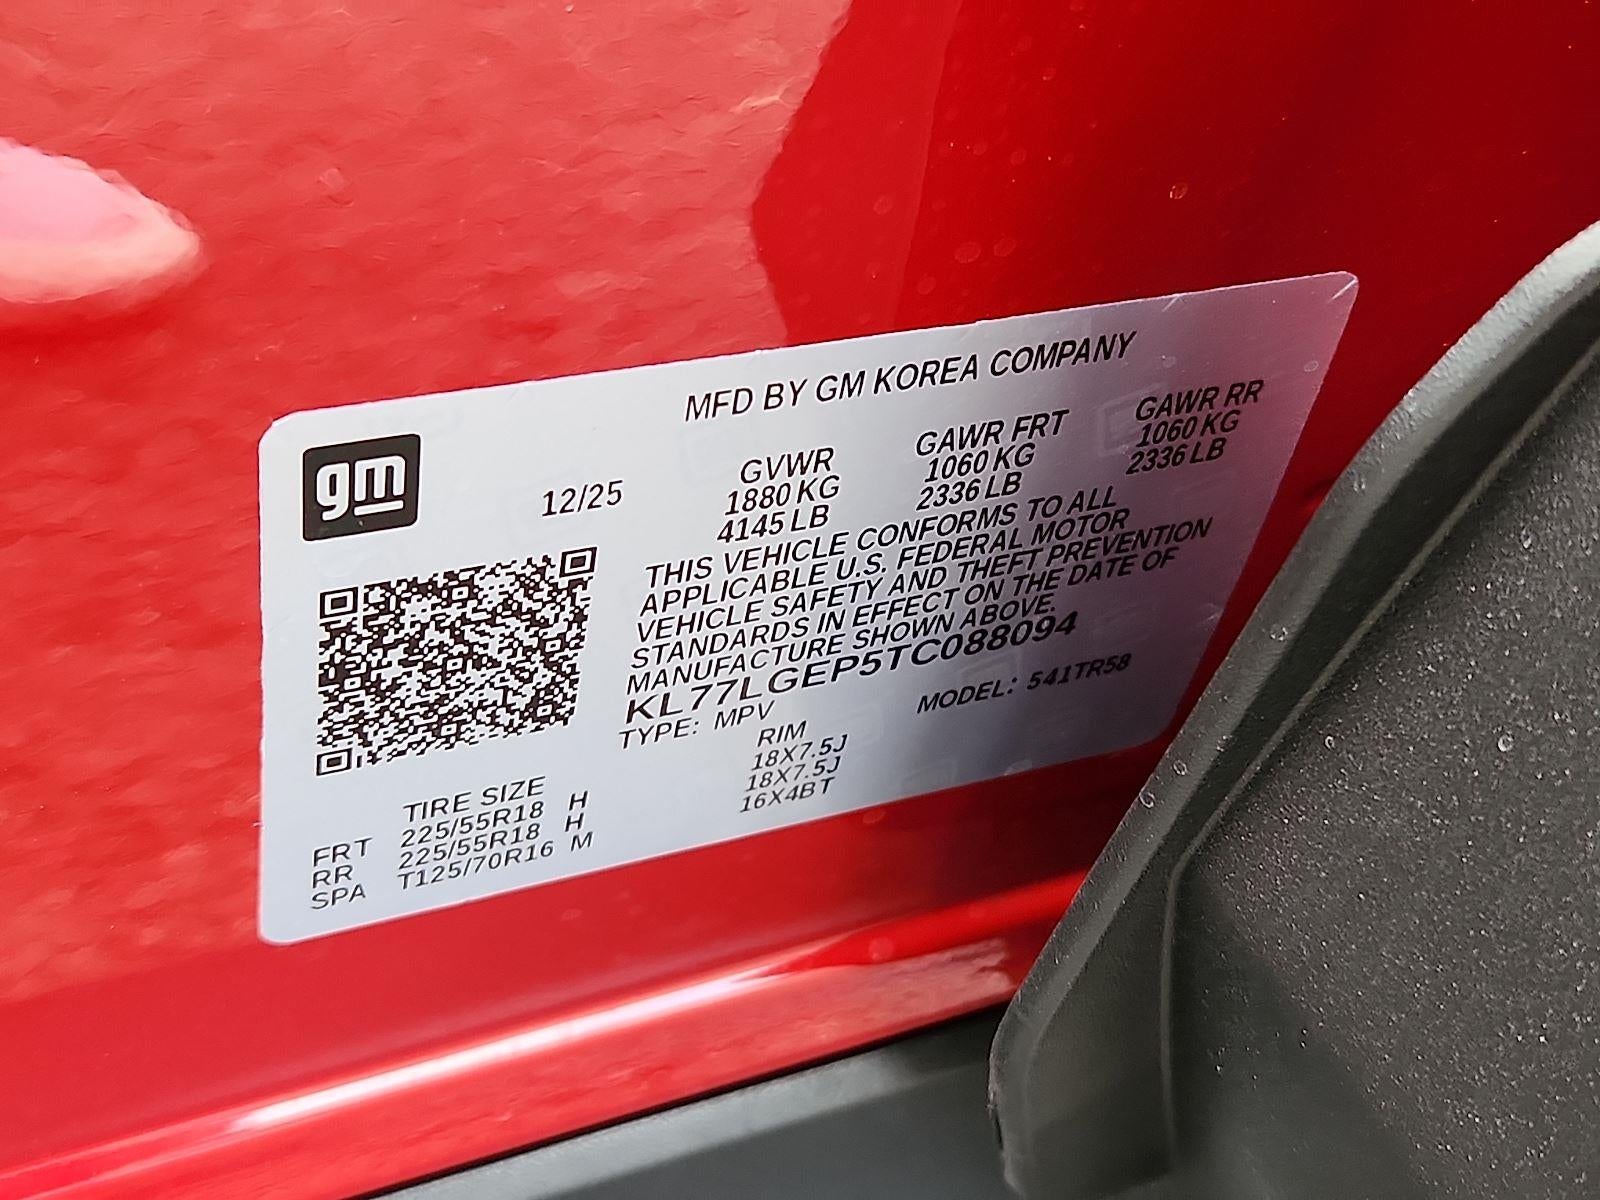 MFD BY GM KOREA COMPANY
gm
12/25
GVWR GAWR FRT GAWR RR
1880 KG 1060 KG 1060 KG
4145 LB 2336 LB 2336 LB
THIS VEHICLE CONFORMS TO ALL
APPLICABLE U.S. FEDERAL MOTOR
VEHICLE SAFETY AND THEFT PREVENTION
STANDARDS IN EFFECT ON THE DATE OF
MANUFACTURE SHOWN ABOVE.
KL77LGEP5TC088094
TYPE: MPV MODEL: 541TR58
TIRE SIZE RIM
FRT 225/55R18 H 18X7.5J
RR 225/55R18 H 18X7.5J
SPA T125/70R16 M 16X4BT